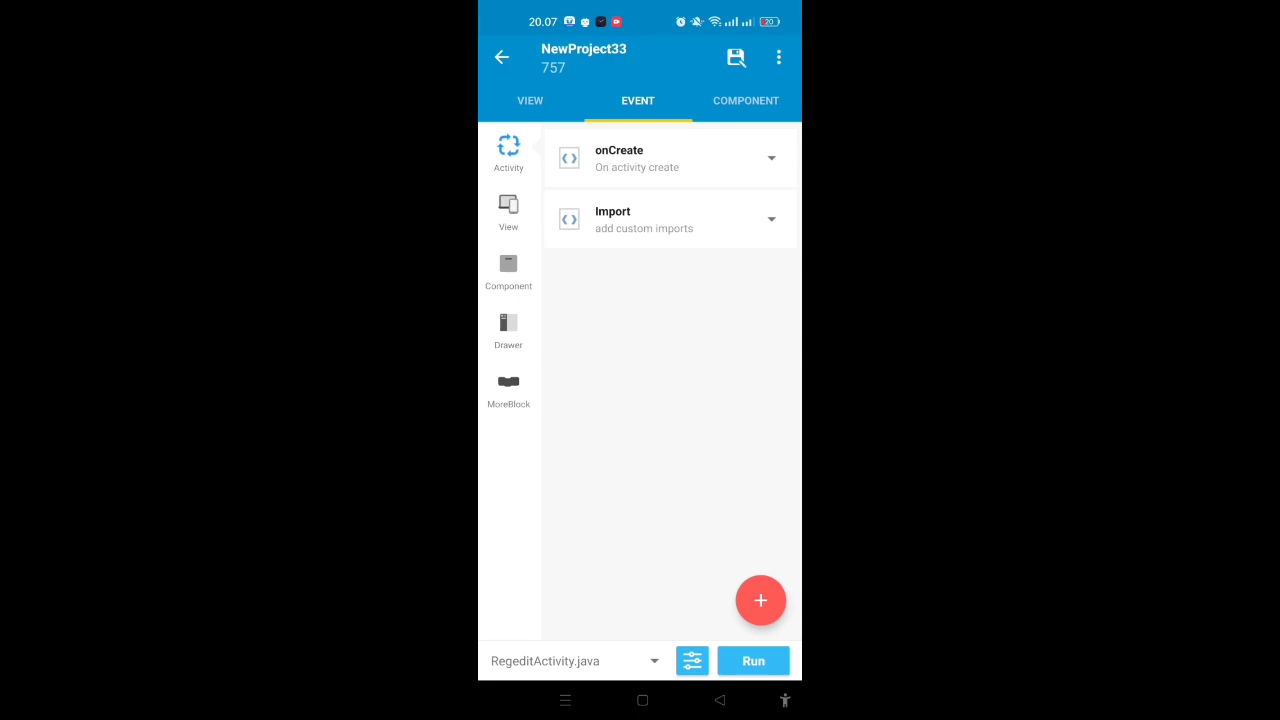 20.07
20
NewProject33
757
VIEW
EVENT
COMPONENT
Activity
onCreate
On activity create
View
Import
add custom imports
Component
Drawer
MoreBlock
+
RegeditActivity.java
Run